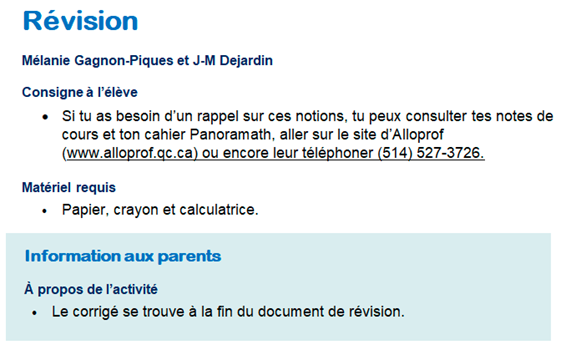 Révision
Mélanie Gagnon-Piques et J-M Dejardin
Consigne à l'élève
• Si tu as besoin d'un rappel sur ces notions, tu peux consulter tes notes de
cours et ton cahier Panoramath, aller sur le site d'Alloprof
(www.alloprof.qc.ca) ou encore leur téléphoner (514) 527-3726.
Matériel requis
• Papier, crayon et calculatrice.
Information aux parents
À propos de l'activité
• Le corrigé se trouve à la fin du document de révision.